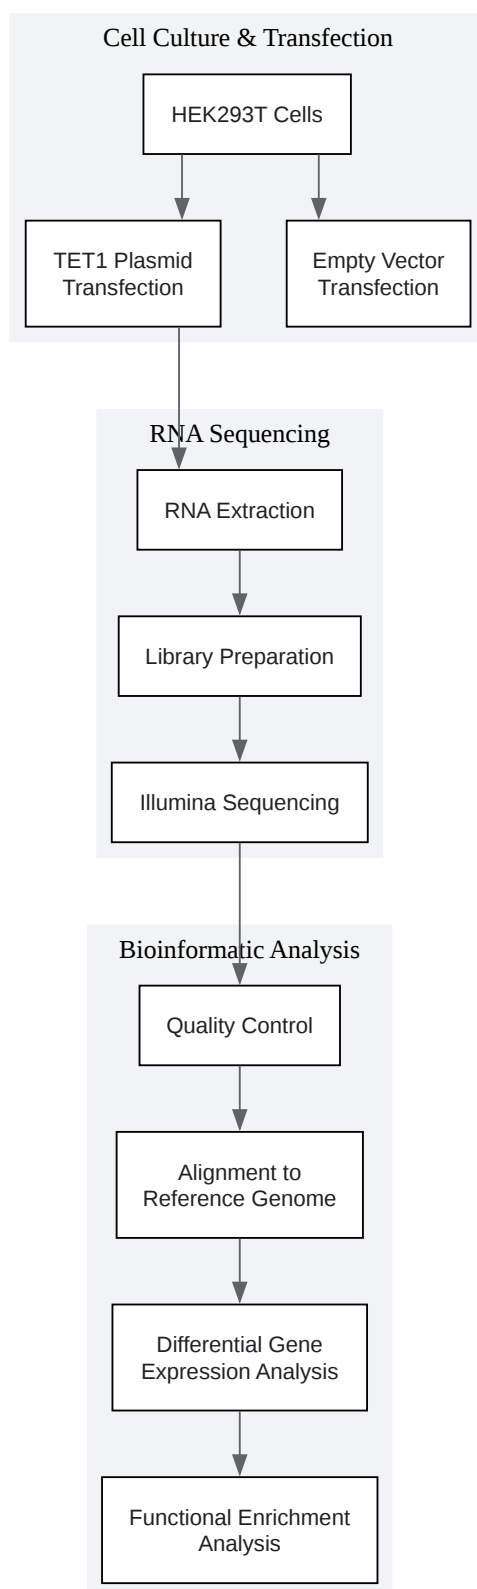 Cell Culture & Transfection
HEK293T Cells
TET1 Plasmid
Transfection
Empty Vector
Transfection
RNA Sequencing
RNA Extraction
Library Preparation
Illumina Sequencing
Bioinformatic Analysis
Quality Control
Alignment to
Reference Genome
Differential Gene
Expression Analysis
Functional Enrichment
Analysis